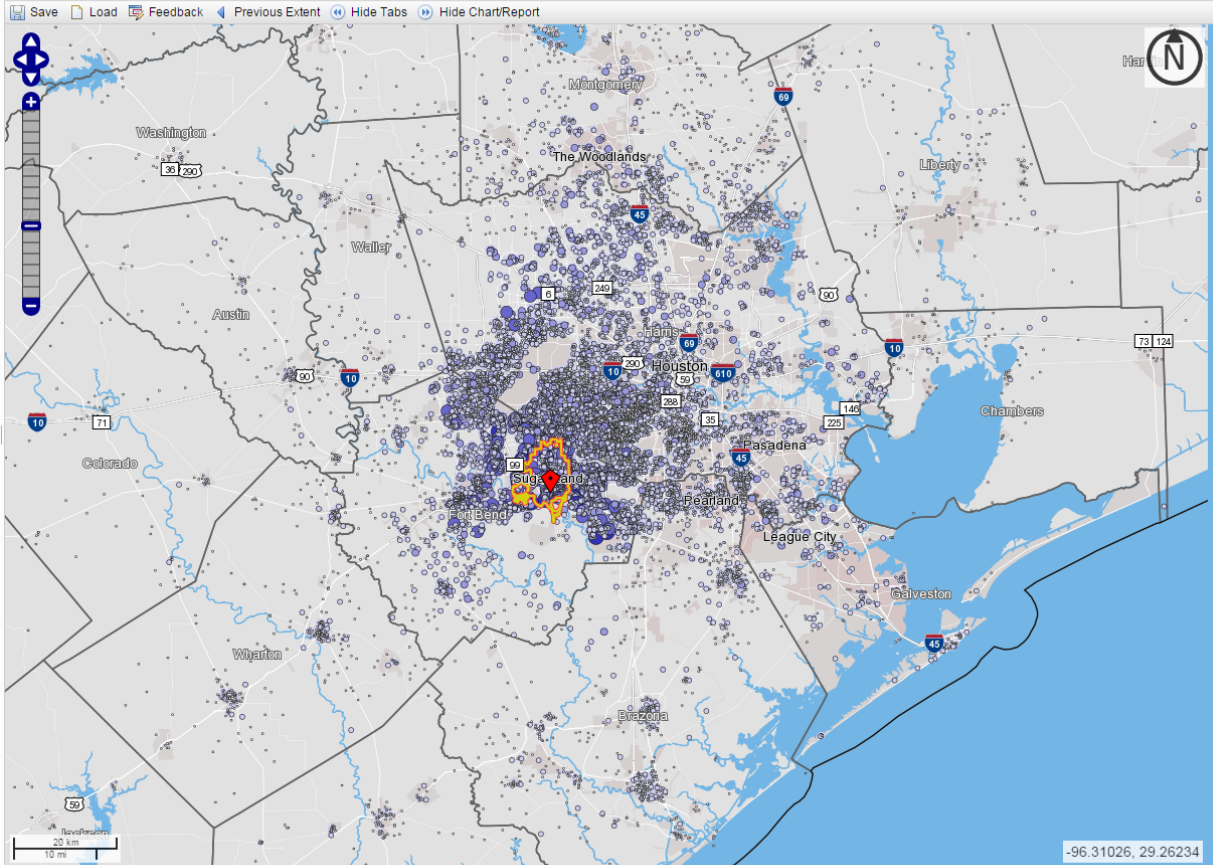 Save Load Feedback Previous Extent Hide Tabs Hide Chart/Report
N
Montgomery
69
Washington
The Woodlands
36 290
Liberty
45
Waller
6 249
90
Austin
Harris
69
73 124
10
290
10
Houston 610
90
10
59
288
10
71
146
35
225
Chambers
Pasadena
45
Colorado
99
Sugar Land
Pearland
Fort Bend
League City
Galveston
45
Wharton
Brazoria
59
Jackson
20 km
10 mi
-96.31026, 29.26234